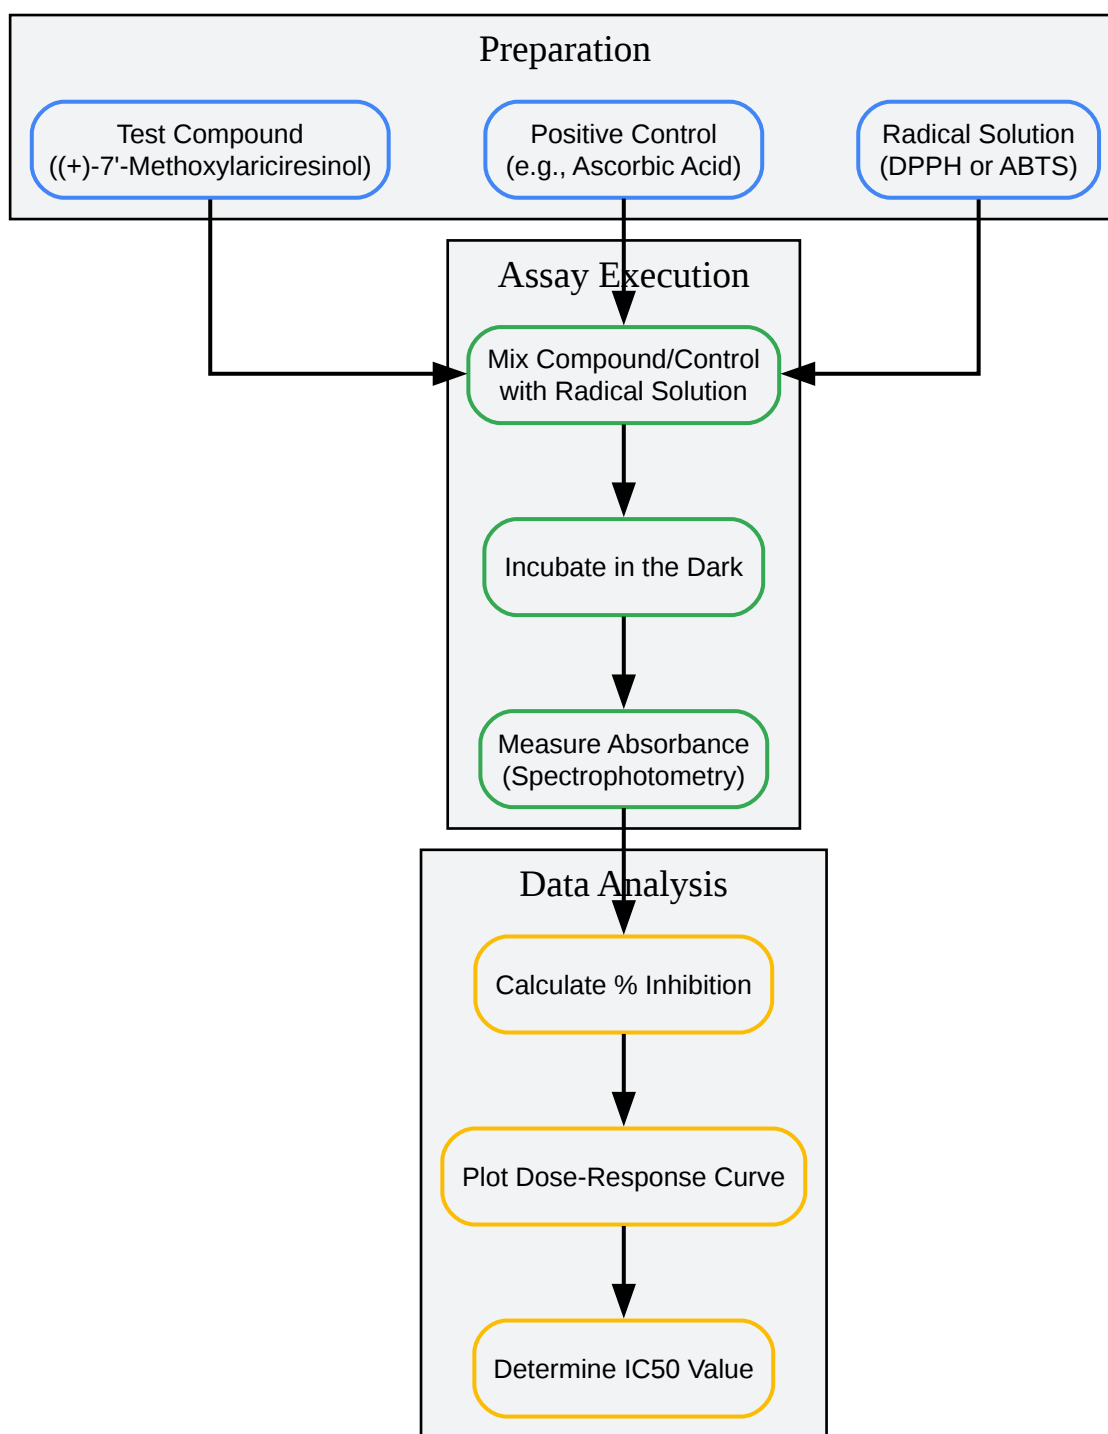 Preparation
Test Compound
((+)-7'-Methoxylariciresinol)
Positive Control
(e.g., Ascorbic Acid)
Radical Solution
(DPPH or ABTS)
Assay Execution
Mix Compound/Control
with Radical Solution
Incubate in the Dark
Measure Absorbance
(Spectrophotometry)
Data Analysis
Calculate % Inhibition
Plot Dose-Response Curve
Determine IC50 Value